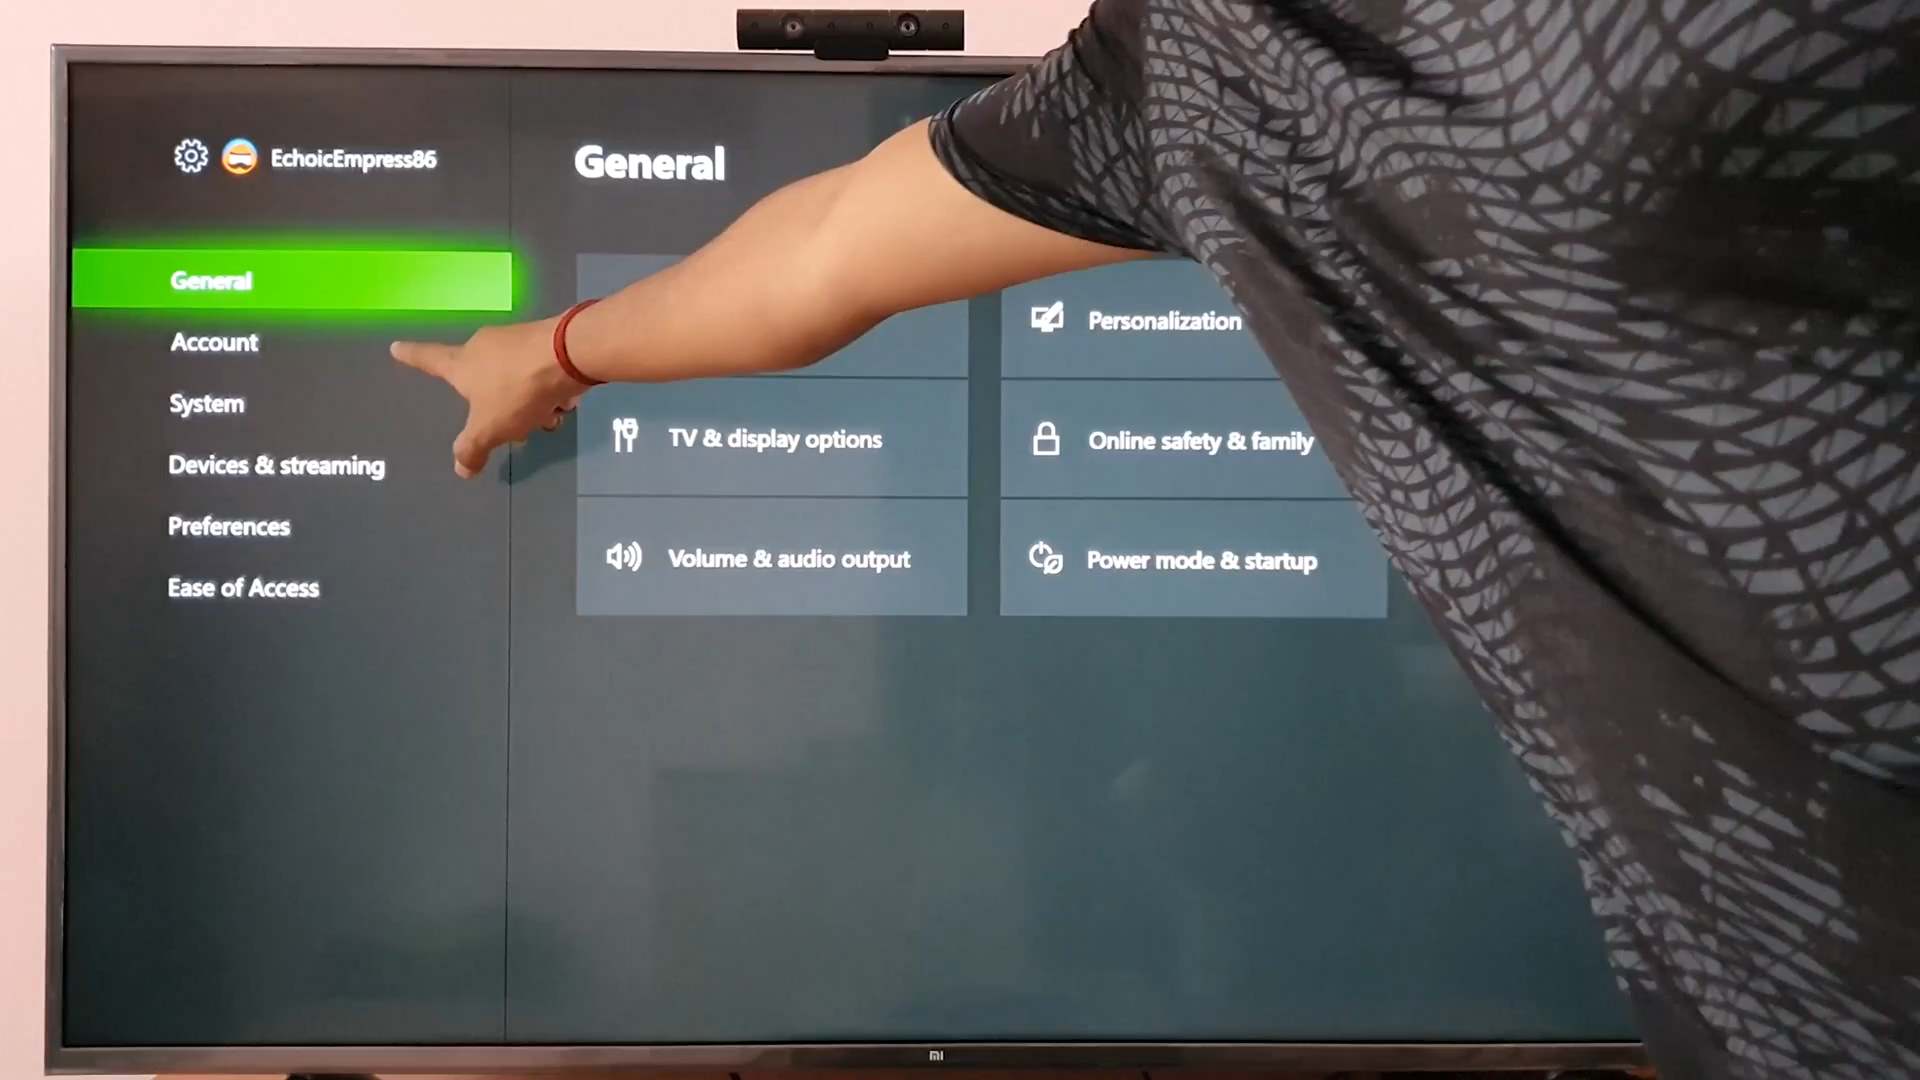 EchoicEmpress86
General
General
Account
System
Devices & streaming
Preferences
Ease of Access
Personalization
TV & display options
Online safety & family
Volume & audio output
Power mode & startup
mi